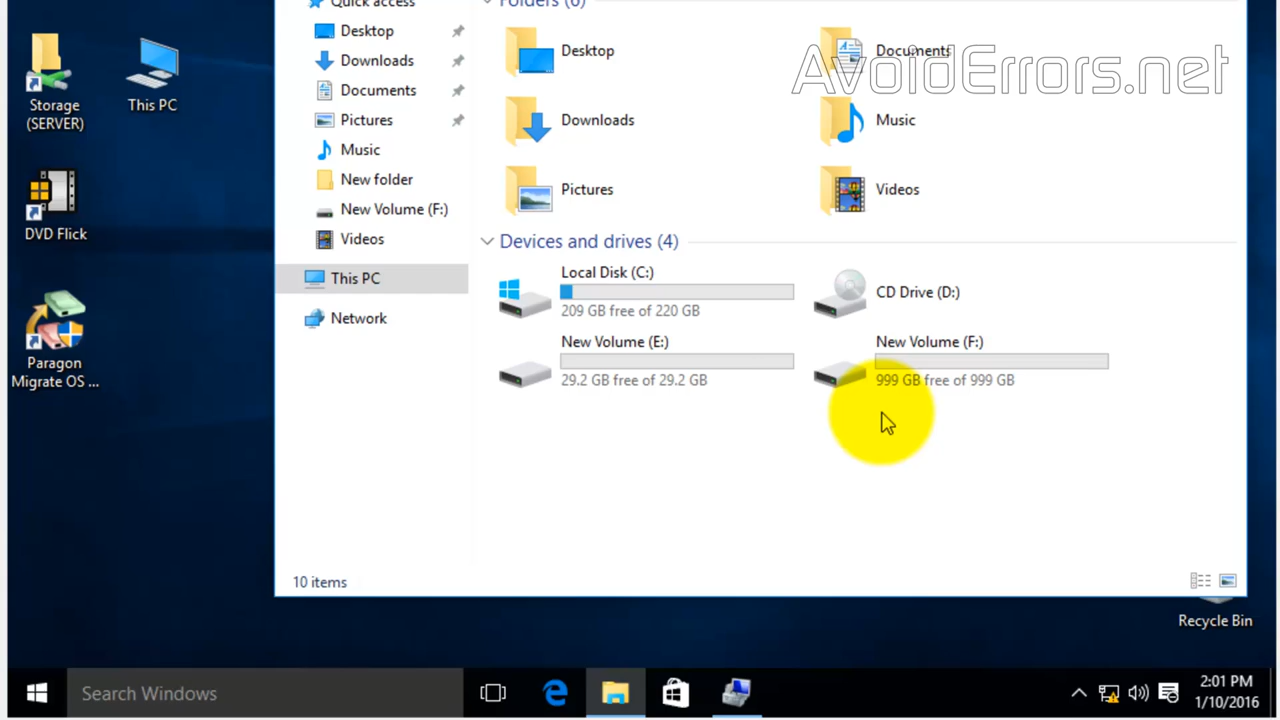 Quick access
Folders (6)
Desktop
Downloads
Documents
Pictures
Music
New folder
New Volume (F:)
Videos
This PC
Network
Desktop
Documents
AvoidErrors.net
Downloads
Music
Pictures
Videos
Devices and drives (4)
Local Disk (C:)
209 GB free of 220 GB
CD Drive (D:)
New Volume (E:)
29.2 GB free of 29.2 GB
New Volume (F:)
999 GB free of 999 GB
10 items
Storage
(SERVER)
This PC
DVD Flick
Paragon
Migrate OS ...
Recycle Bin
Search Windows
2:01 PM
1/10/2016